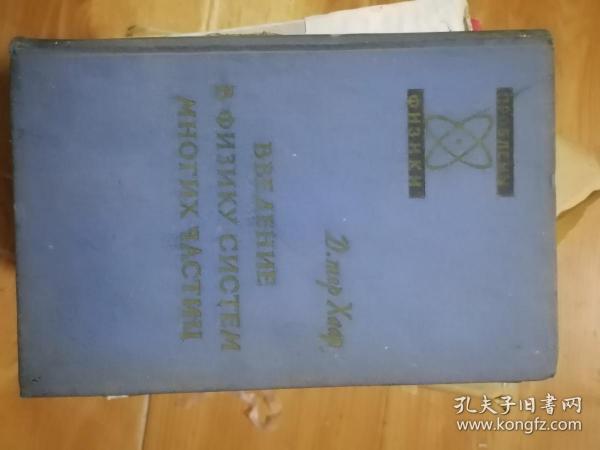 ПРОБЛЕМЫ
ФИЗИКИ
Д. тер Хаар
ВВЕДЕНИЕ
В ФИЗИКУ СИСТЕМ
МНОГИХ ЧАСТИЦ
孔夫子旧书网
www.kongfz.com